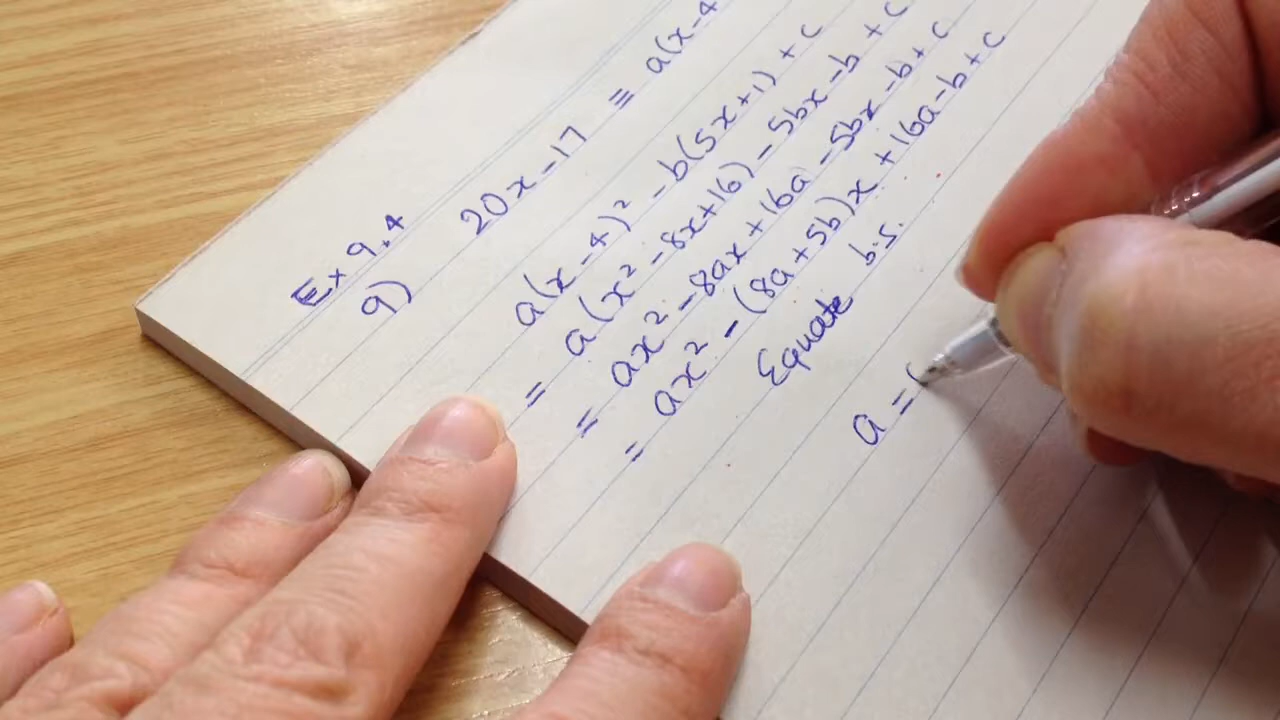 Ex 9.4
9) 20x - 17 ≡ a(x - 4
a(x - 4)² - b(5x + 1) + c
= a(x² - 8x + 16) - 5bx - b + c
= ax² - 8ax + 16a - 5bx - b + c
= ax² - (8a + 5b)x + 16a - b + c
Equate b.s.
a =